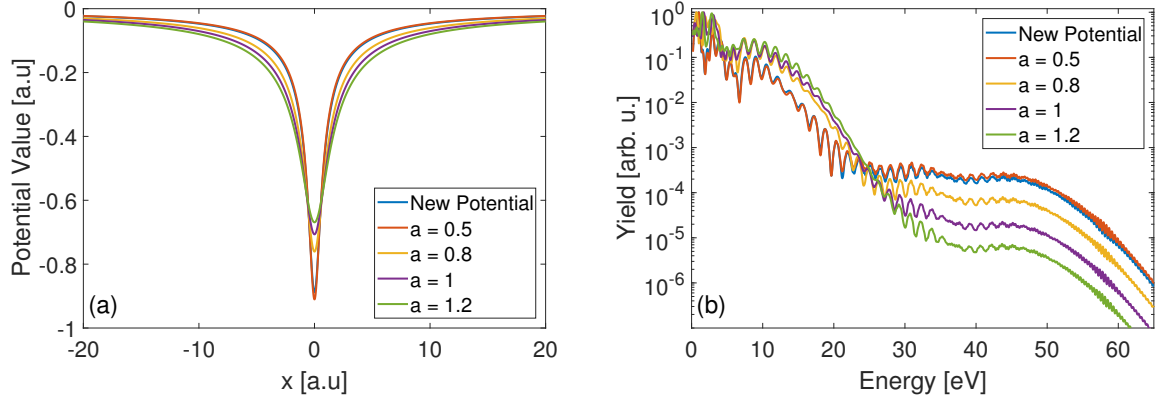 0
-0.2
-0.4
-0.6
-0.8
-1
Potential Value [a.u]
-20
-10
0
10
20
x [a.u]
(a)
New Potential
a = 0.5
a = 0.8
a = 1
a = 1.2
10^0
10^-1
10^-2
10^-3
10^-4
10^-5
10^-6
Yield [arb. u.]
0
10
20
30
40
50
60
Energy [eV]
(b)
New Potential
a = 0.5
a = 0.8
a = 1
a = 1.2